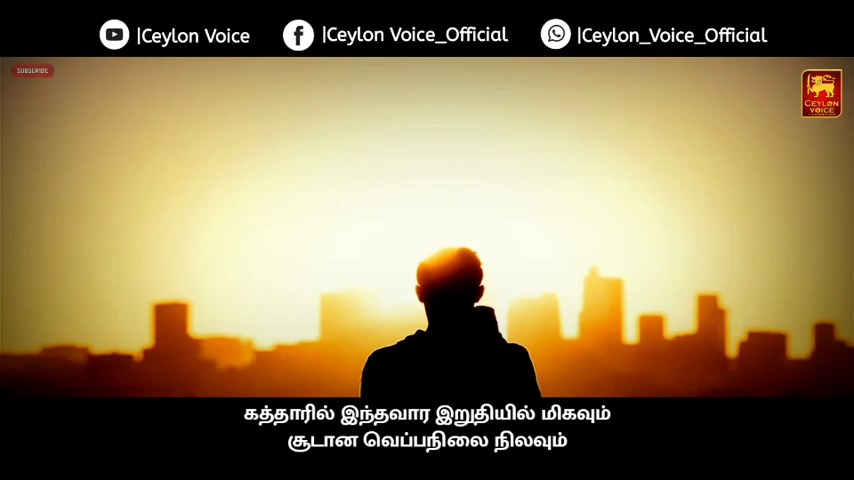 |Ceylon Voice
|Ceylon Voice_Official
|Ceylon_Voice_Official
SUBSCRIBE
CEYLON
VOICE
கத்தாரில் இந்தவார இறுதியில் மிகவும்
சூடான வெப்பநிலை நிலவும்